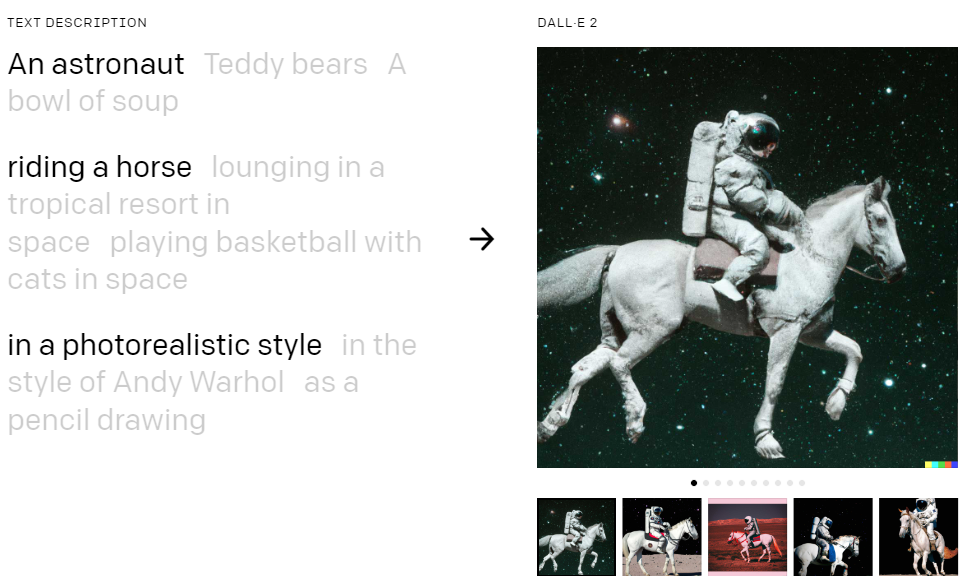 TEXT DESCRIPTION
An astronaut Teddy bears A
bowl of soup
riding a horse lounging in a
tropical resort in
space playing basketball with
cats in space
in a photorealistic style in the
style of Andy Warhol as a
pencil drawing
DALL·E 2